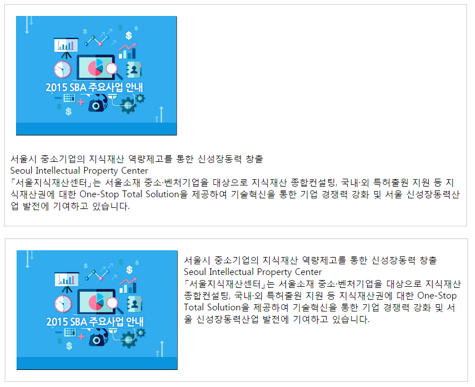 2015 SBA 주요사업 안내
서울시 중소기업의 지식재산 역량제고를 통한 신성장동력 창출
Seoul Intellectual Property Center
「서울지식재산센터」는 서울소재 중소·벤처기업을 대상으로 지식재산 종합컨설팅, 국내·외 특허출원 지원 등 지
식재산권에 대한 One-Stop Total Solution을 제공하여 기술혁신을 통한 기업 경쟁력 강화 및 서울 신성장동력산
업 발전에 기여하고 있습니다.
2015 SBA 주요사업 안내
서울시 중소기업의 지식재산 역량제고를 통한 신성장동력 창출
Seoul Intellectual Property Center
「서울지식재산센터」는 서울소재 중소·벤처기업을 대상으로 지식재산
종합컨설팅, 국내·외 특허출원 지원 등 지식재산권에 대한 One-Stop
Total Solution을 제공하여 기술혁신을 통한 기업 경쟁력 강화 및 서
울 신성장동력산업 발전에 기여하고 있습니다.